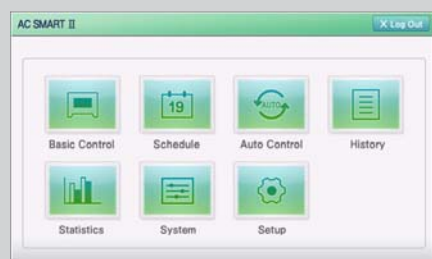 AC SMART II
X Log Out
19
AUTO
Basic Control Schedule Auto Control History
Statistics System Setup